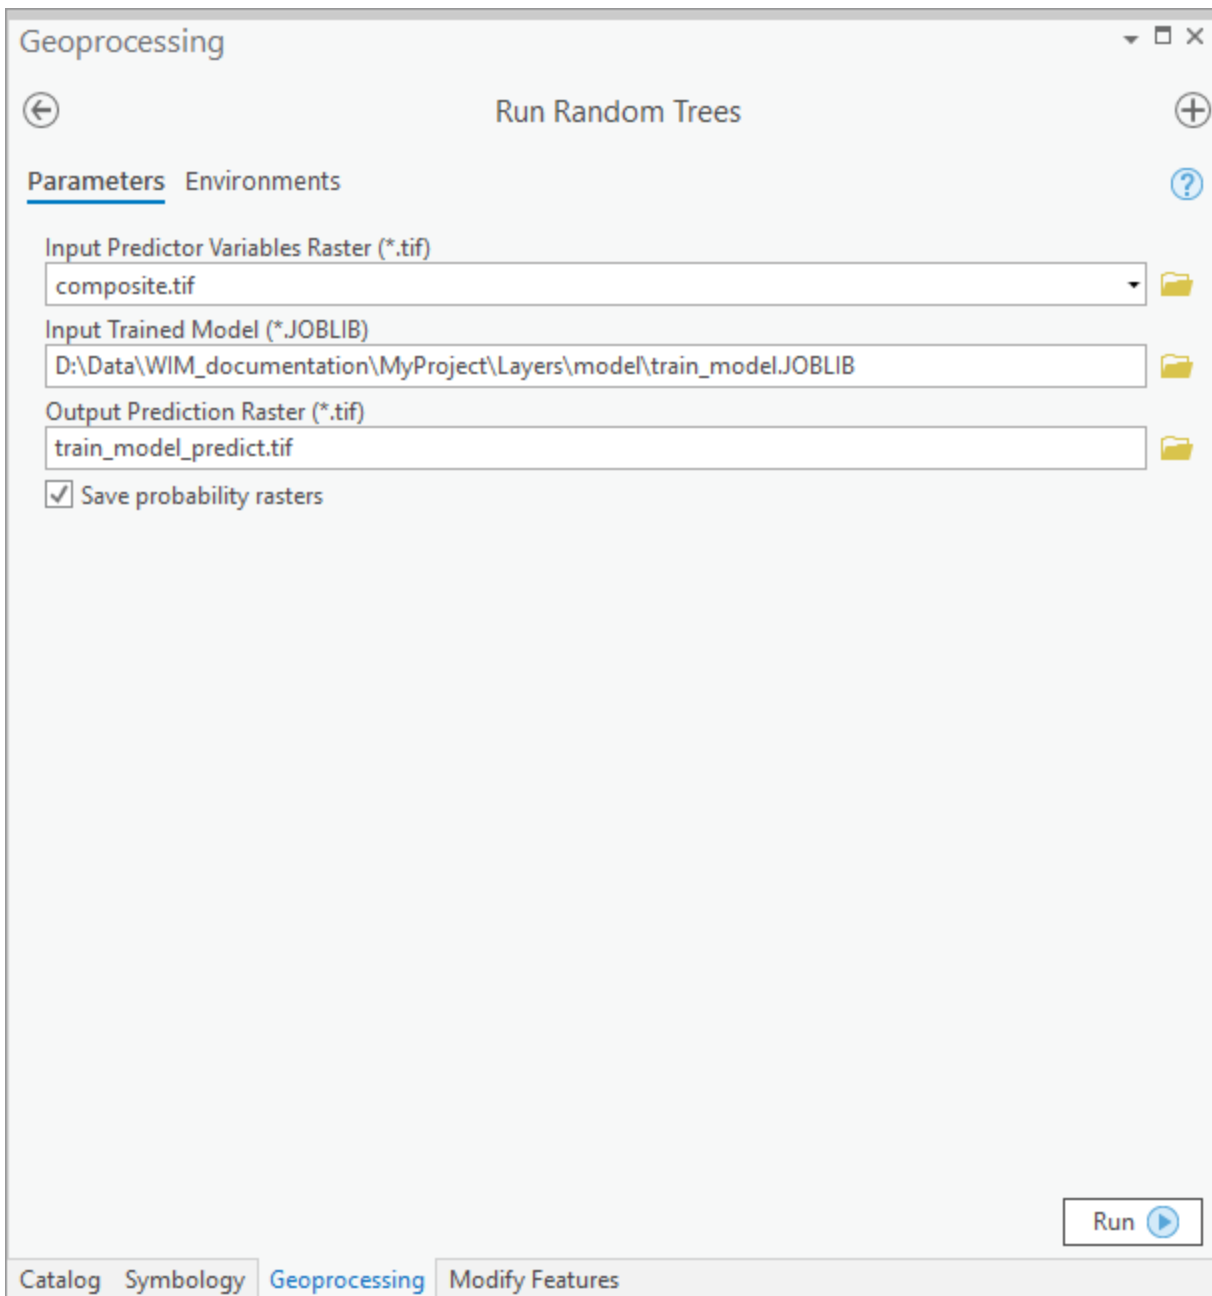 Geoprocessing
Run Random Trees
Parameters Environments
Input Predictor Variables Raster (*.tif)
composite.tif
Input Trained Model (*.JOBLIB)
D:\Data\WIM_documentation\MyProject\Layers\model\train_model.JOBLIB
Output Prediction Raster (*.tif)
train_model_predict.tif
Save probability rasters
Run
Catalog Symbology Geoprocessing Modify Features